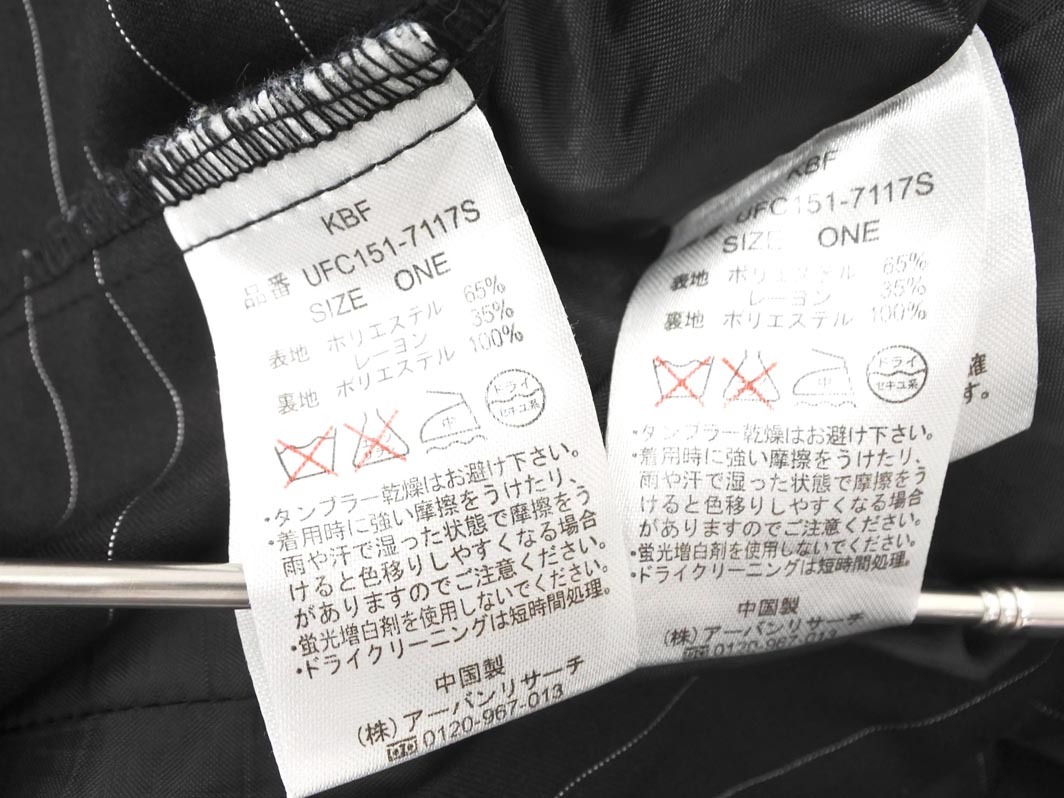 KBF
品番 UFC151-7117S
SIZE ONE
表地 ポリエステル 65%
レーヨン 35%
裏地 ポリエステル 100%
エンソ サラシ
中
ドライ
セキユ系
・タンブラー乾燥はお避け下さい。
・着用時に強い摩擦をうけたり、
雨や汗で湿った状態で摩擦をう
けると色移りしやすくなる場合
がありますのでご注意ください。
・蛍光増白剤を使用しないでください。
・ドライクリーニングは短時間処理。
中国製
(株)アーバンリサーチ
0120-967-013
KBF
UFC151-7117S
SIZE ONE
表地 ポリエステル 65%
レーヨン 35%
裏地 ポリエステル 100%
中
ドライ
セキユ系
・タンブラー乾燥はお避け下さい。
・着用時に強い摩擦をうけたり、
雨や汗で湿った状態で摩擦をう
けると色移りしやすくなる場合
がありますのでご注意ください。
・蛍光増白剤を使用しないでください。
・ドライクリーニングは短時間処理。
中国製
(株)アーバンリサーチ
0120-967-013
確
す。